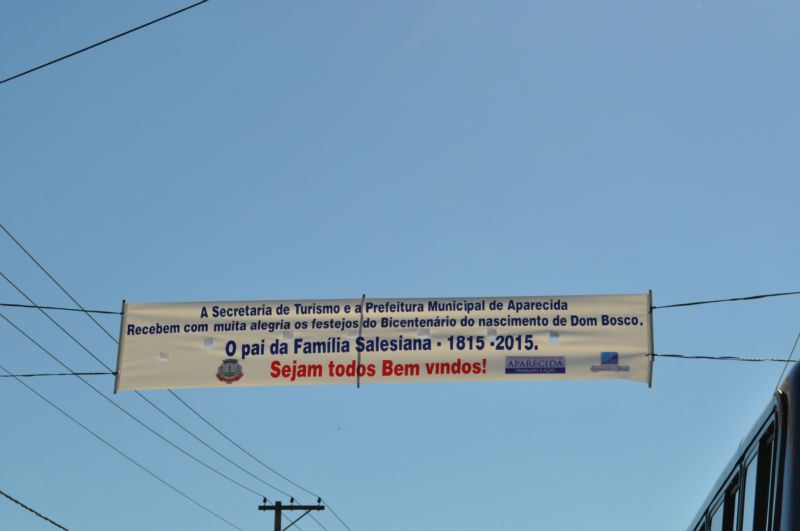 A Secretaria de Turismo e a Prefeitura Municipal de Aparecida
Recebem com muita alegria os festejos do Bicentenário do nascimento de Dom Bosco.
O pai da Família Salesiana - 1815 -2015.
Sejam todos Bem vindos!
APARECIDA